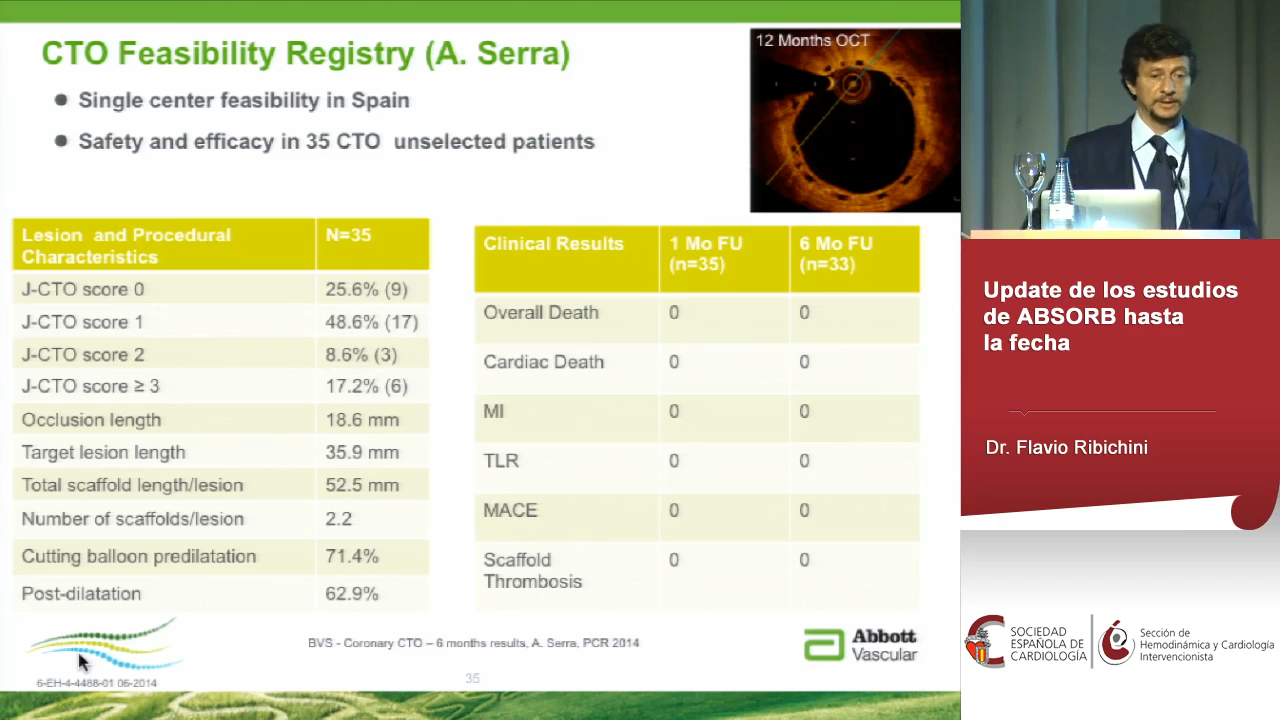 CTO Feasibility Registry (A. Serra)
● Single center feasibility in Spain
● Safety and efficacy in 35 CTO unselected patients
12 Months OCT
Lesion and Procedural Characteristics N=35
J-CTO score 0 25.6% (9)
J-CTO score 1 48.6% (17)
J-CTO score 2 8.6% (3)
J-CTO score ≥ 3 17.2% (6)
Occlusion length 18.6 mm
Target lesion length 35.9 mm
Total scaffold length/lesion 52.5 mm
Number of scaffolds/lesion 2.2
Cutting balloon predilatation 71.4%
Post-dilatation 62.9%
Clinical Results 1 Mo FU (n=35) 6 Mo FU (n=33)
Overall Death 0 0
Cardiac Death 0 0
MI 0 0
TLR 0 0
MACE 0 0
Scaffold Thrombosis 0 0
BVS - Coronary CTO – 6 months results, A. Serra, PCR 2014
Abbott
Vascular
6-EH-4-4488-01 06-2014
35
Update de los estudios
de ABSORB hasta
la fecha
Dr. Flavio Ribichini
SOCIEDAD
ESPAÑOLA DE
CARDIOLOGÍA
Sección de
Hemodinámica y Cardiología
Intervencionista